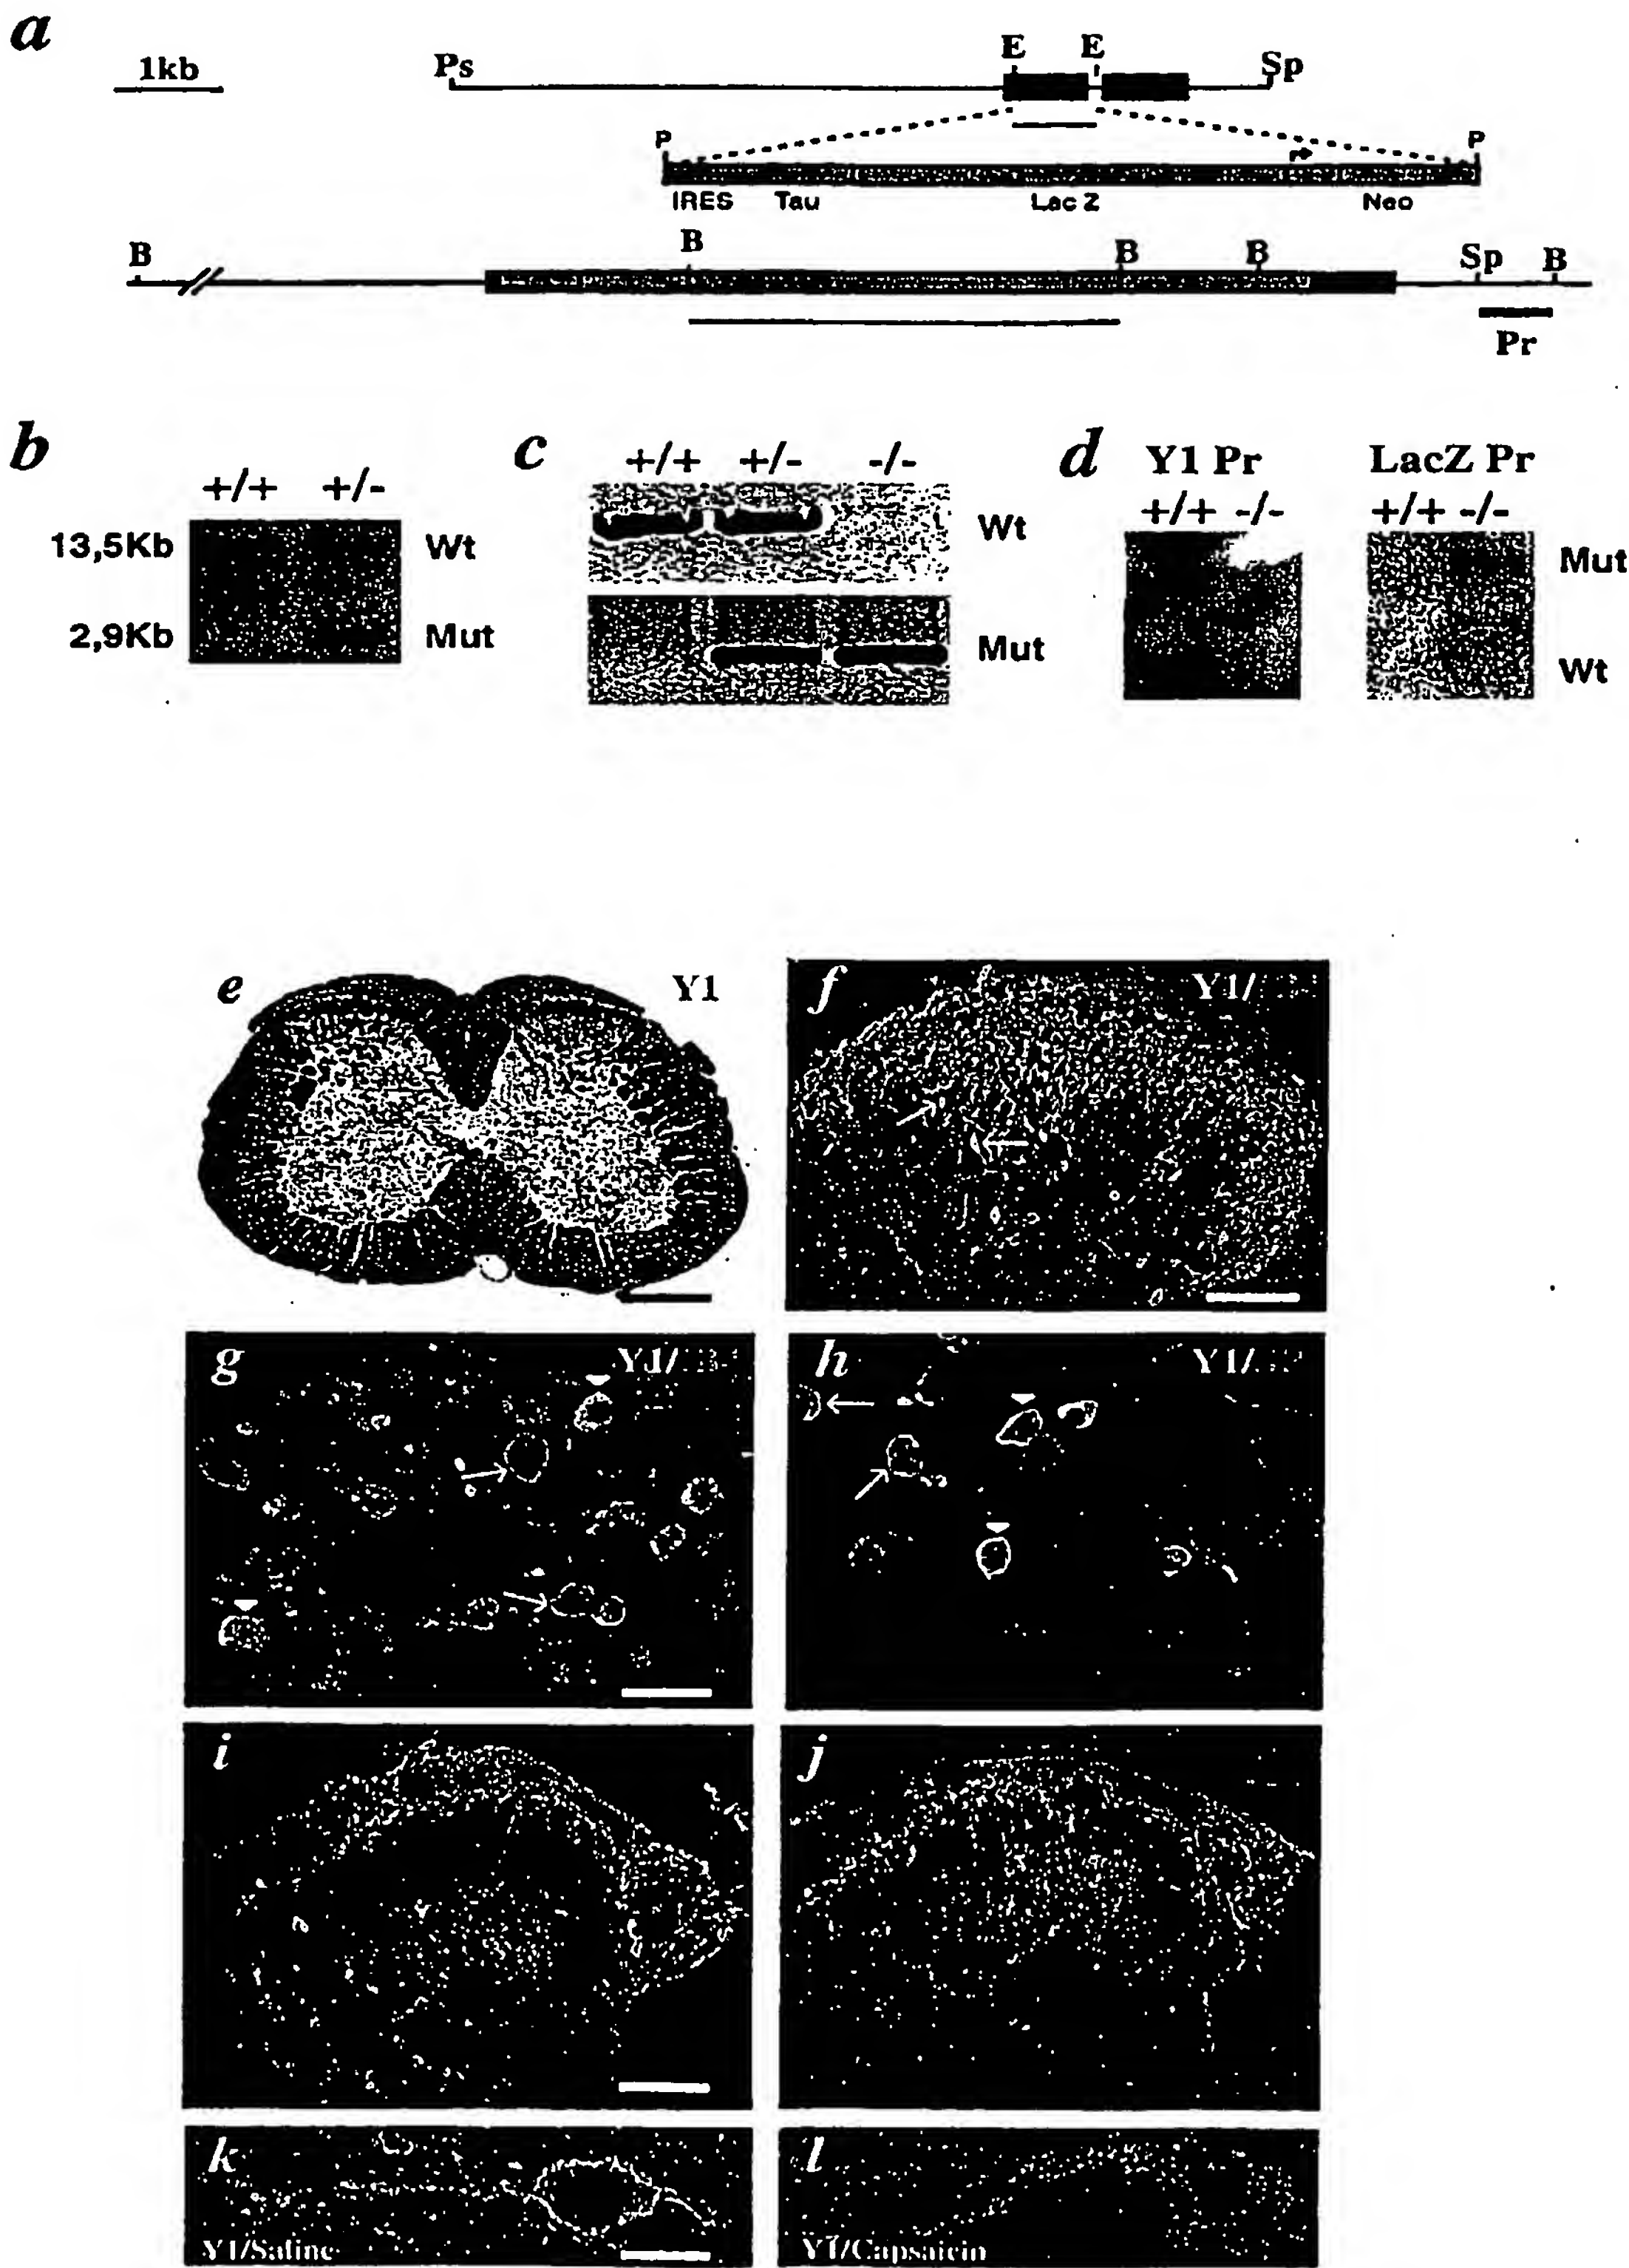 a
1kb
Ps
E
E
Sp
P
P
IRES
Tau
Lac Z
Neo
B
B
B
B
Sp
B
Pr
b
+/+
+/-
13,5Kb
Wt
2,9Kb
Mut
c
+/+
+/-
-/-
Wt
Mut
d
Y1 Pr
LacZ Pr
+/+ -/-
+/+ -/-
Mut
Wt
e
Y1
f
Y1/
g
Y1/
h
Y1/
i
j
k
Y1/Saline
l
Y1/Capsaicin